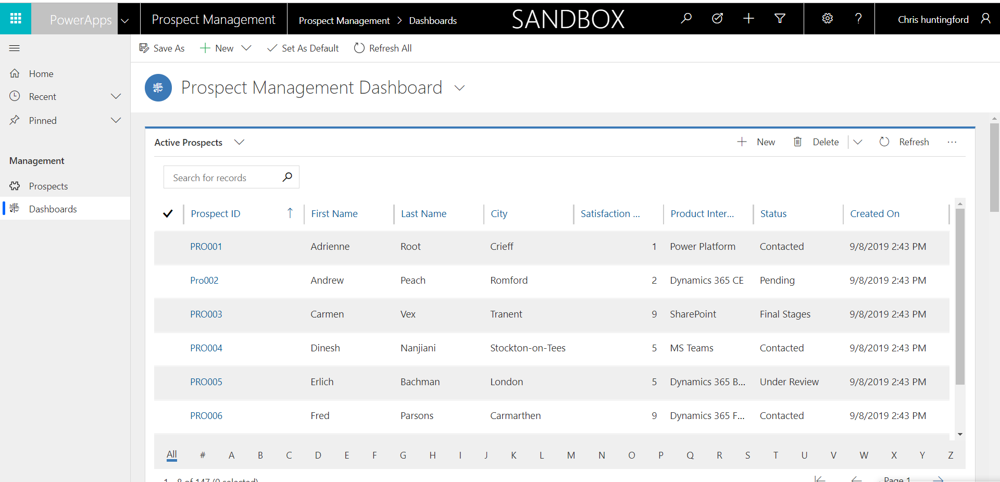 PowerApps Prospect Management Prospect Management Dashboards SANDBOX ? Chris huntingford
Save As New Set As Default Refresh All
Home
Recent
Pinned
Management
Prospects
Dashboards
Prospect Management Dashboard
Active Prospects New Delete Refresh ...
Search for records
Prospect ID First Name Last Name City Satisfaction ... Product Inter... Status Created On
PRO001 Adrienne Root Crieff 1 Power Platform Contacted 9/8/2019 2:43 PM
Pro002 Andrew Peach Romford 2 Dynamics 365 CE Pending 9/8/2019 2:43 PM
PRO003 Carmen Vex Tranent 9 SharePoint Final Stages 9/8/2019 2:43 PM
PRO004 Dinesh Nanjiani Stockton-on-Tees 5 MS Teams Contacted 9/8/2019 2:43 PM
PRO005 Erlich Bachman London 5 Dynamics 365 B... Under Review 9/8/2019 2:43 PM
PRO006 Fred Parsons Carmarthen 9 Dynamics 365 F... Contacted 9/8/2019 2:43 PM
All # A B C D E F G H I J K L M N O P Q R S T U V W X Y Z
1 - 8 of 147 (0 selected) Page 1